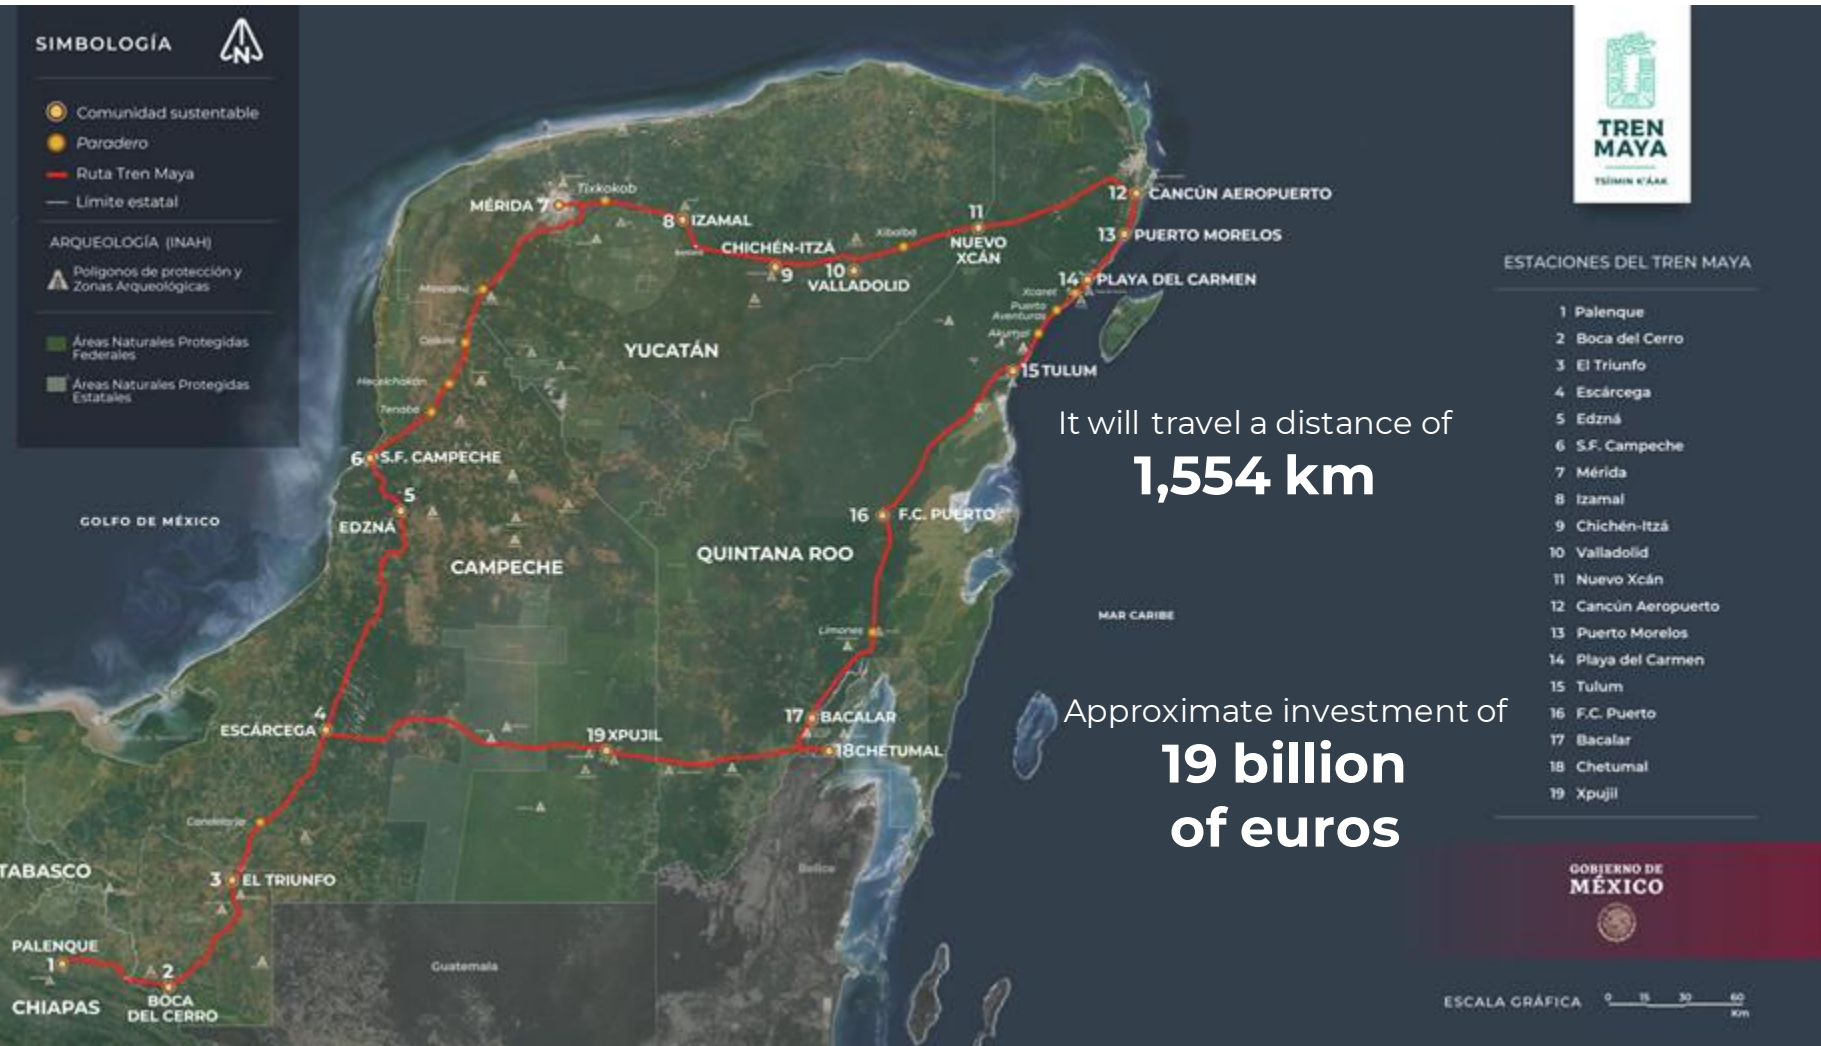 SIMBOLOGÍA
N
Comunidad sustentable
Paradero
Ruta Tren Maya
Límite estatal
ARQUEOLOGÍA (INAH)
Polígonos de protección y
Zonas Arqueológicas
Áreas Naturales Protegidas
Federales
Áreas Naturales Protegidas
Estatales
GOLFO DE MÉXICO
MÉRIDA 7
Tixkokob
8 IZAMAL
CHICHÉN-ITZÁ
9
10
VALLADOLID
Xibalbá
11
NUEVO
XCÁN
12 CANCÚN AEROPUERTO
13 PUERTO MORELOS
14 PLAYA DEL CARMEN
Xcaret
Puerto
Aventuras
Akumal
15 TULUM
Maxcanú
Calkiní
Hecelchakán
Tenabo
YUCATÁN
6 S.F. CAMPECHE
5
EDZNÁ
CAMPECHE
QUINTANA ROO
16 F.C. PUERTO
Limones
17 BACALAR
18 CHETUMAL
19 XPUJIL
4
ESCÁRCEGA
Candelaria
3 EL TRIUNFO
TABASCO
PALENQUE
1
2
BOCA
DEL CERRO
CHIAPAS
Guatemala
Belice
MAR CARIBE
It will travel a distance of
1,554 km
Approximate investment of
19 billion
of euros
TREN
MAYA
TSÍIMIN K'ÁAK
ESTACIONES DEL TREN MAYA
1 Palenque
2 Boca del Cerro
3 El Triunfo
4 Escárcega
5 Edzná
6 S.F. Campeche
7 Mérida
8 Izamal
9 Chichén-Itzá
10 Valladolid
11 Nuevo Xcán
12 Cancún Aeropuerto
13 Puerto Morelos
14 Playa del Carmen
15 Tulum
16 F.C. Puerto
17 Bacalar
18 Chetumal
19 Xpujil
GOBIERNO DE
MÉXICO
ESCALA GRÁFICA 0 15 30 60
Km